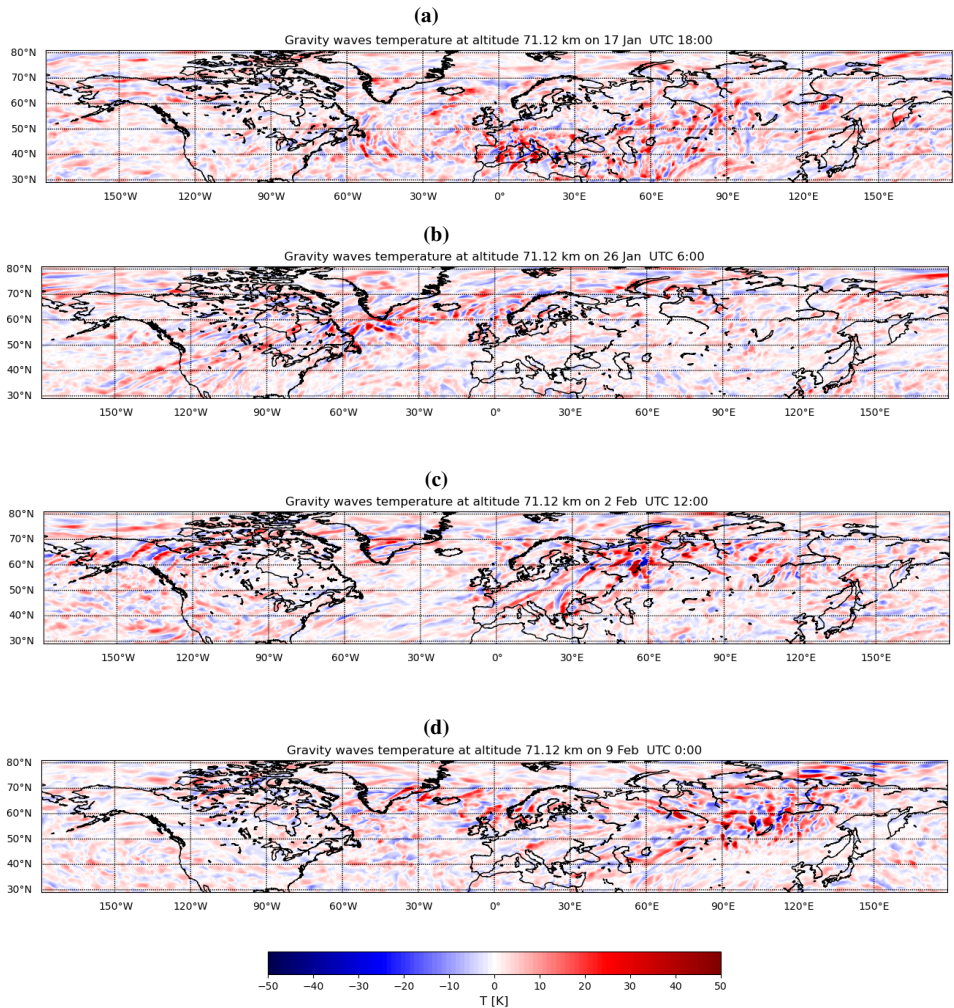 (a)
Gravity waves temperature at altitude 71.12 km on 17 Jan  UTC 18:00
80°N
70°N
60°N
50°N
40°N
30°N
150°W 120°W 90°W 60°W 30°W 0° 30°E 60°E 90°E 120°E 150°E
(b)
Gravity waves temperature at altitude 71.12 km on 26 Jan  UTC 6:00
80°N
70°N
60°N
50°N
40°N
30°N
150°W 120°W 90°W 60°W 30°W 0° 30°E 60°E 90°E 120°E 150°E
(c)
Gravity waves temperature at altitude 71.12 km on 2 Feb  UTC 12:00
80°N
70°N
60°N
50°N
40°N
30°N
150°W 120°W 90°W 60°W 30°W 0° 30°E 60°E 90°E 120°E 150°E
(d)
Gravity waves temperature at altitude 71.12 km on 9 Feb  UTC 0:00
80°N
70°N
60°N
50°N
40°N
30°N
150°W 120°W 90°W 60°W 30°W 0° 30°E 60°E 90°E 120°E 150°E
−50 −40 −30 −20 −10 0 10 20 30 40 50
T [K]